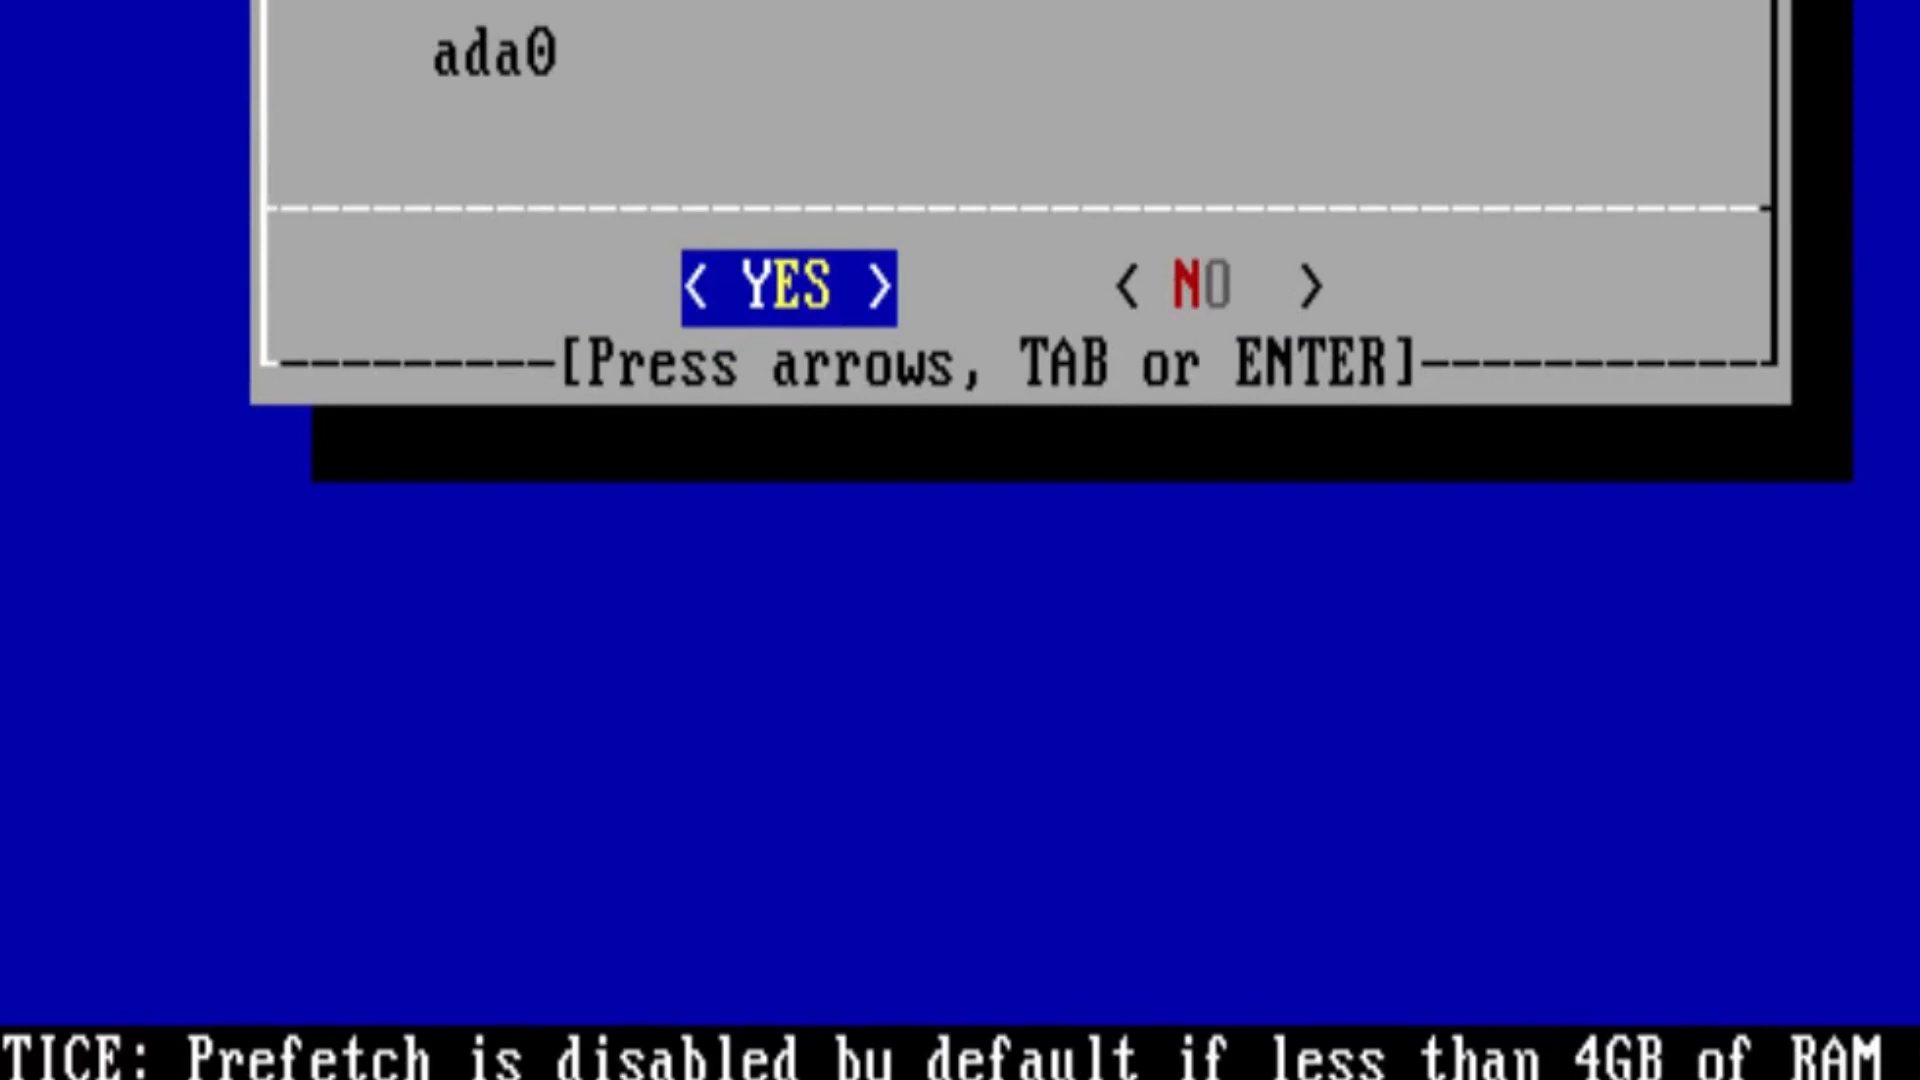 ada0
< YES > < NO >
[Press arrows, TAB or ENTER]
TICE: Prefetch is disabled by default if less than 4GB of RAM